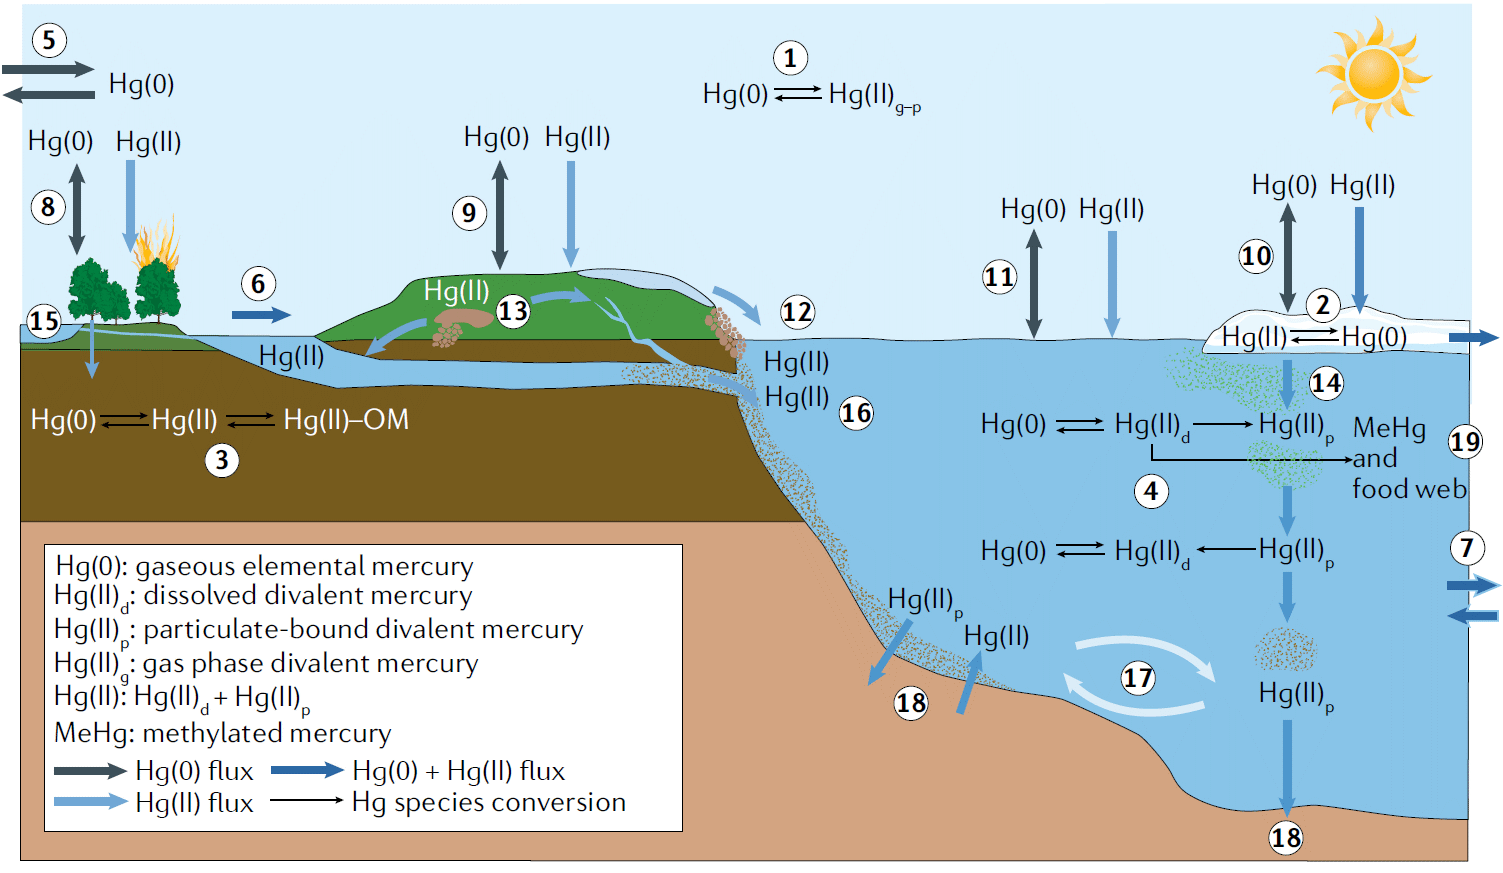 5
Hg(0)
1
Hg(0) Hg(II)g–p
Hg(0) Hg(II)
8
Hg(0) Hg(II)
9
Hg(0) Hg(II)
11
Hg(0) Hg(II)
10
6
15
Hg(II)
13
12
2
Hg(II) Hg(0)
Hg(II)
Hg(II)
Hg(II)
16
14
Hg(0) Hg(II) Hg(II)–OM
3
Hg(0) Hg(II)d Hg(II)p
MeHg
and
food web
19
4
Hg(0) Hg(II)d Hg(II)p
7
Hg(II)p
Hg(II)
18
17
Hg(II)p
18
Hg(0): gaseous elemental mercury
Hg(II)d: dissolved divalent mercury
Hg(II)p: particulate-bound divalent mercury
Hg(II)g: gas phase divalent mercury
Hg(II): Hg(II)d + Hg(II)p
MeHg: methylated mercury
Hg(0) flux Hg(0) + Hg(II) flux
Hg(II) flux Hg species conversion